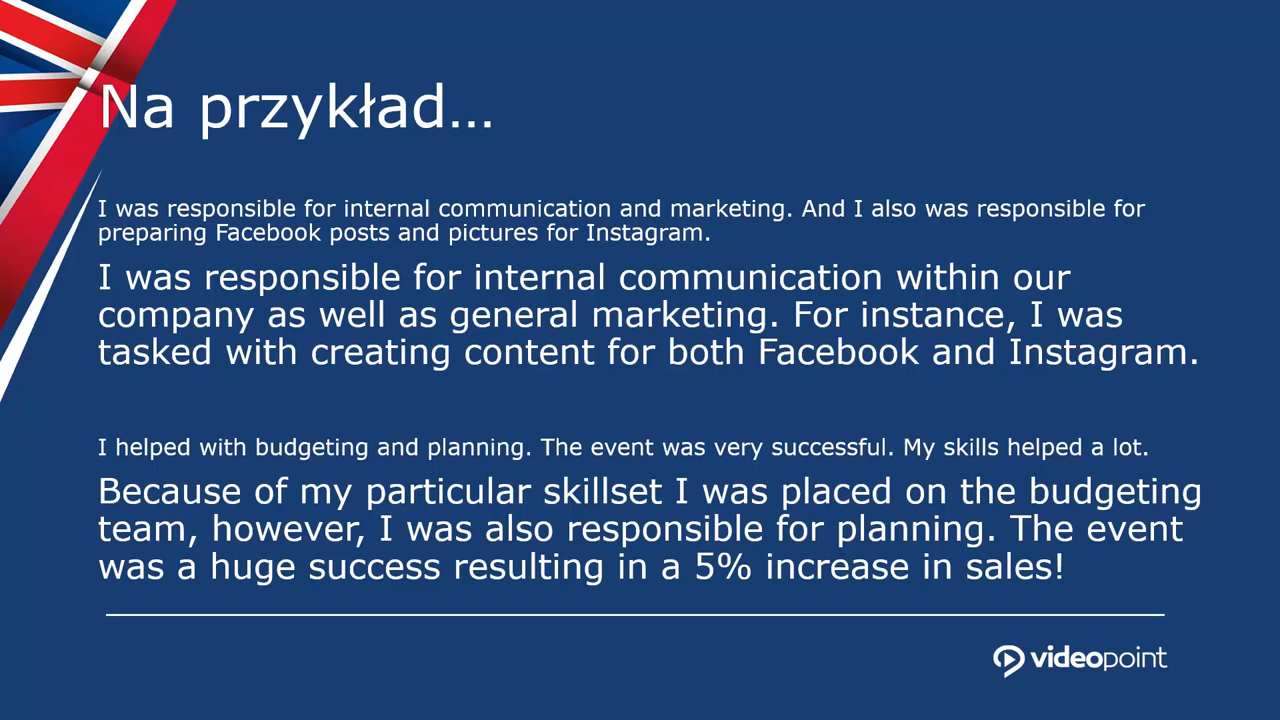 Na przykład...
I was responsible for internal communication and marketing. And I also was responsible for
preparing Facebook posts and pictures for Instagram.
I was responsible for internal communication within our
company as well as general marketing. For instance, I was
tasked with creating content for both Facebook and Instagram.
I helped with budgeting and planning. The event was very successful. My skills helped a lot.
Because of my particular skillset I was placed on the budgeting
team, however, I was also responsible for planning. The event
was a huge success resulting in a 5% increase in sales!
videopoint